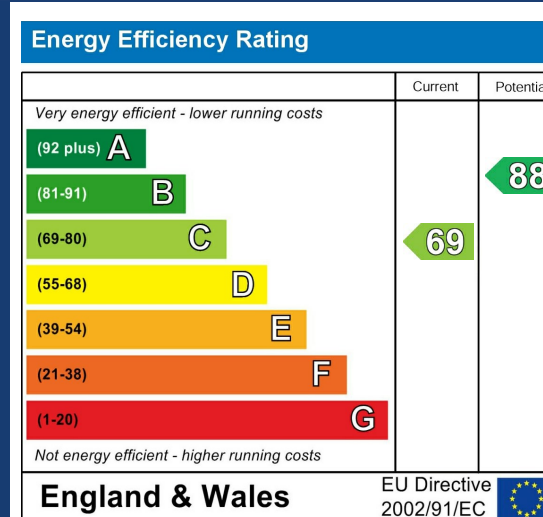 Energy Efficiency Rating
Current Potentia
Very energy efficient - lower running costs
(92 plus) A
(81-91) B
88
(69-80) C
69
(55-68) D
(39-54) E
(21-38) F
(1-20) G
Not energy efficient - higher running costs
England & Wales
EU Directive
2002/91/EC